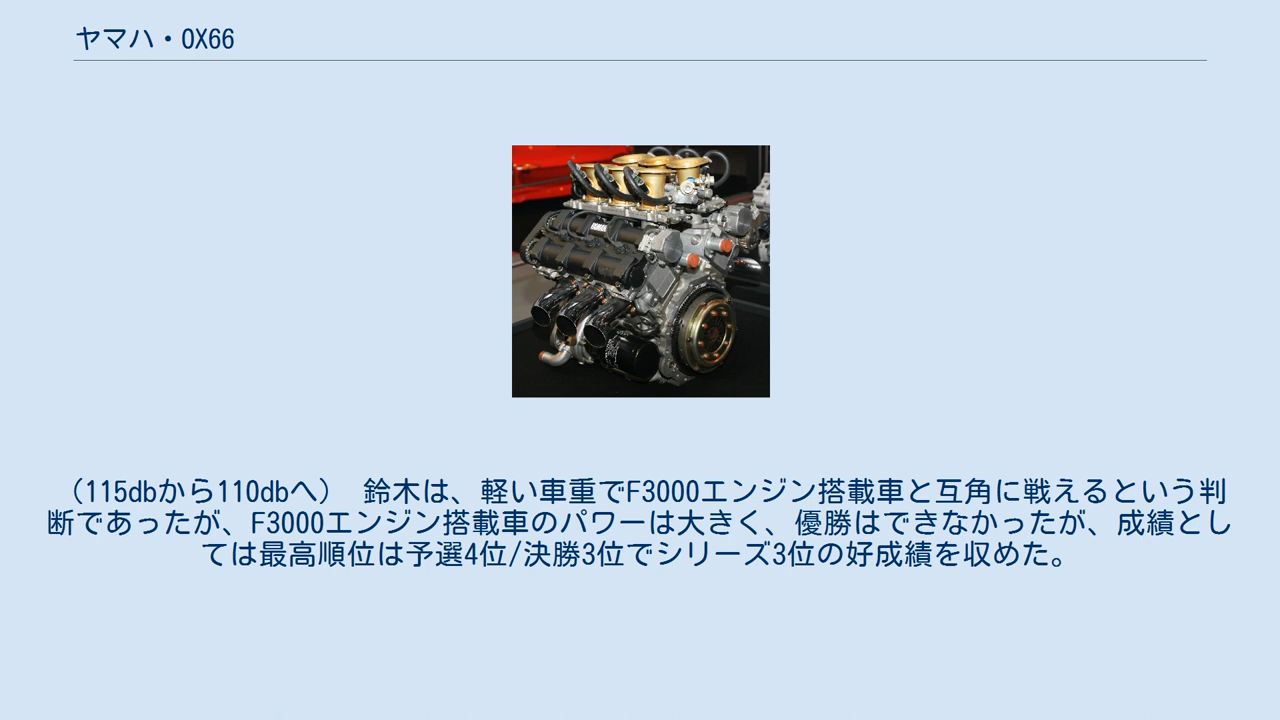 ヤマハ・OX66
（115dbから110dbへ） 鈴木は、軽い車重でF3000エンジン搭載車と互角に戦えるという判
断であったが、F3000エンジン搭載車のパワーは大きく、優勝はできなかったが、成績とし
ては最高順位は予選4位/決勝3位でシリーズ3位の好成績を収めた。